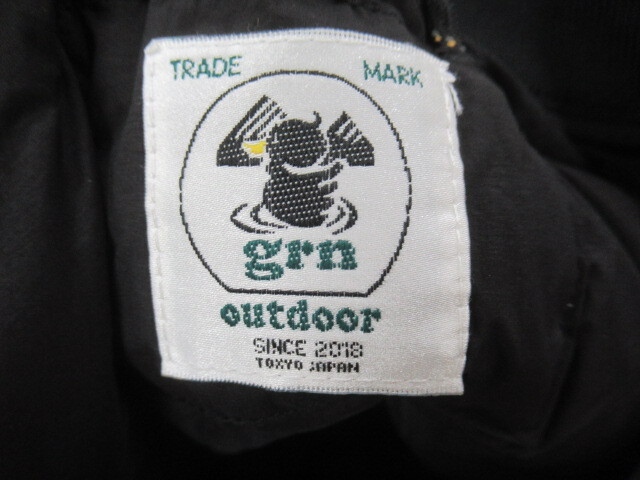 TRADE MARK
grn
outdoor
SINCE 2018
TOKYO JAPAN